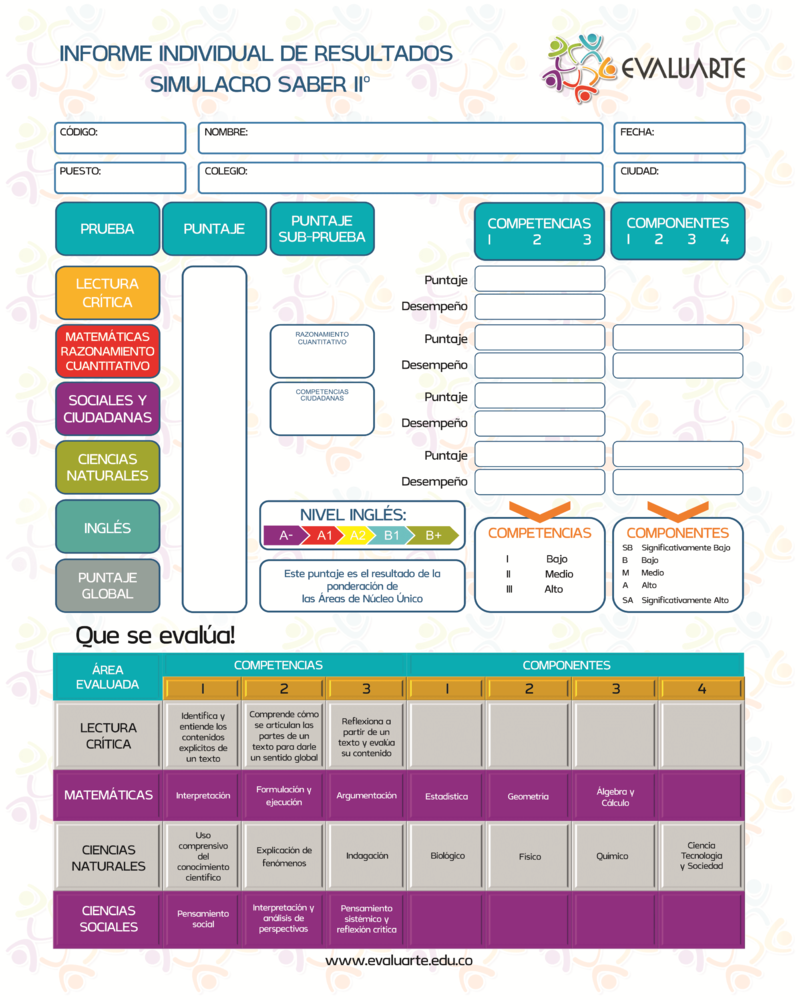 INFORME INDIVIDUAL DE RESULTADOS
SIMULACRO SABER II°
EVALUARTE
CÓDIGO:
NOMBRE:
FECHA:
PUESTO:
COLEGIO:
CIUDAD:
PRUEBA
PUNTAJE
PUNTAJE
SUB-PRUEBA
COMPETENCIAS
1 2 3
COMPONENTES
1 2 3 4
LECTURA
CRÍTICA
Puntaje
Desempeño
MATEMÁTICAS
RAZONAMIENTO
CUANTITATIVO
RAZONAMIENTO
CUANTITATIVO
Puntaje
Desempeño
SOCIALES Y
CIUDADANAS
COMPETENCIAS
CIUDADANAS
Puntaje
Desempeño
CIENCIAS
NATURALES
Puntaje
Desempeño
INGLÉS
NIVEL INGLÉS:
A- A1 A2 B1 B+
PUNTAJE
GLOBAL
Este puntaje es el resultado de la
ponderación de
las Áreas de Núcleo Único
COMPETENCIAS
I Bajo
II Medio
III Alto
COMPONENTES
SB Significativamente Bajo
B Bajo
M Medio
A Alto
SA Significativamente Alto
Que se evalúa!
ÁREA
EVALUADA
COMPETENCIAS
COMPONENTES
1 2 3 1 2 3 4
LECTURA
CRÍTICA
Identifica y
entiende los
contenidos
explícitos de
un texto
Comprende cómo
se articulan las
partes de un
texto para darle
un sentido global
Reflexiona a
partir de un
texto y evalúa
su contenido
MATEMÁTICAS
Interpretación
Formulación y
ejecución
Argumentación
Estadística
Geometría
Álgebra y
Cálculo
CIENCIAS
NATURALES
Uso
comprensivo
del
conocimiento
científico
Explicación de
fenómenos
Indagación
Biológico
Físico
Químico
Ciencia
Tecnología
y Sociedad
CIENCIAS
SOCIALES
Pensamiento
social
Interpretación y
análisis de
perspectivas
Pensamiento
sistémico y
reflexión crítica
www.evaluarte.edu.co